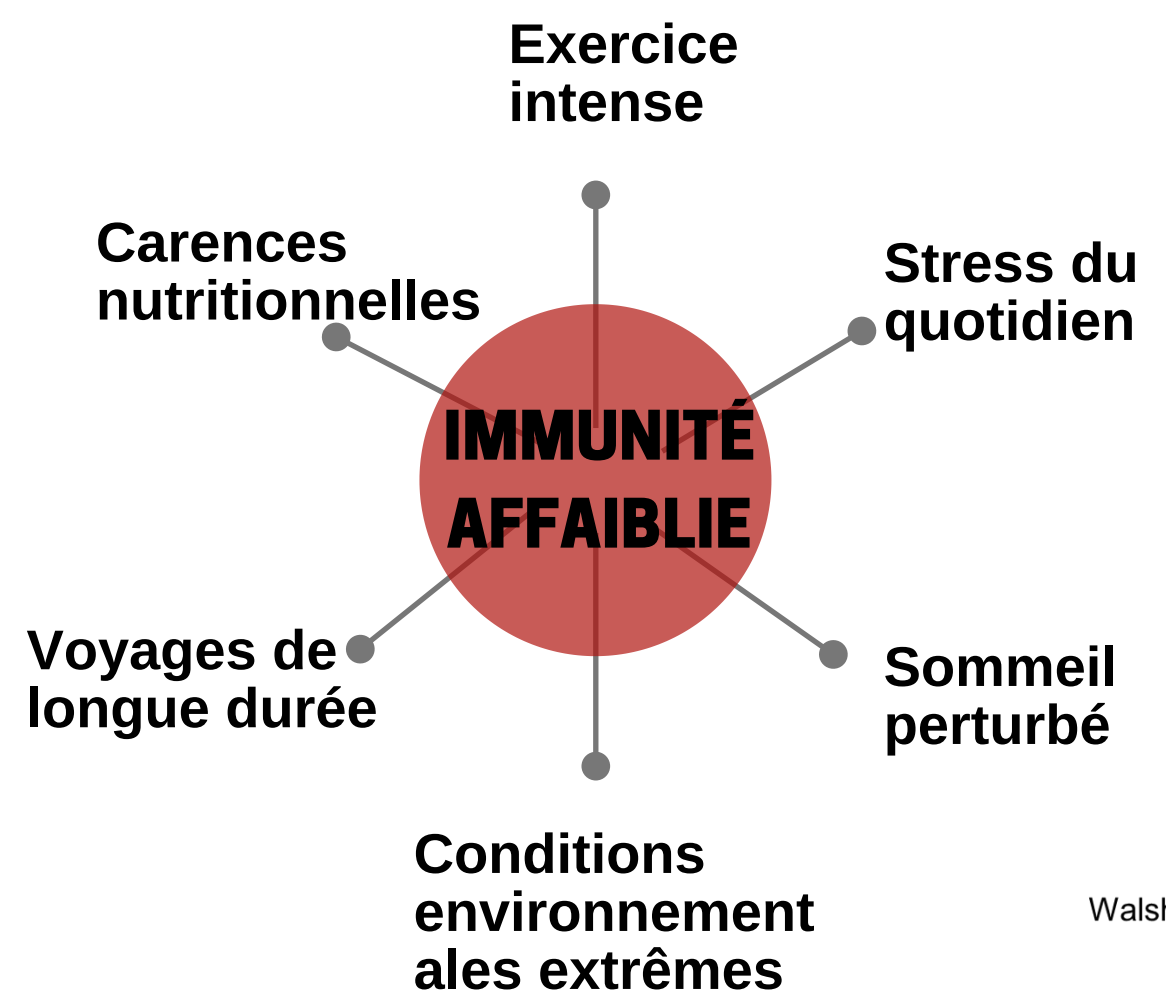 Exercice
intense
Carences
nutritionnelles
Stress du
quotidien
IMMUNITÉ
AFFAIBLIE
Voyages de
longue durée
Sommeil
perturbé
Conditions
environnement
ales extrêmes